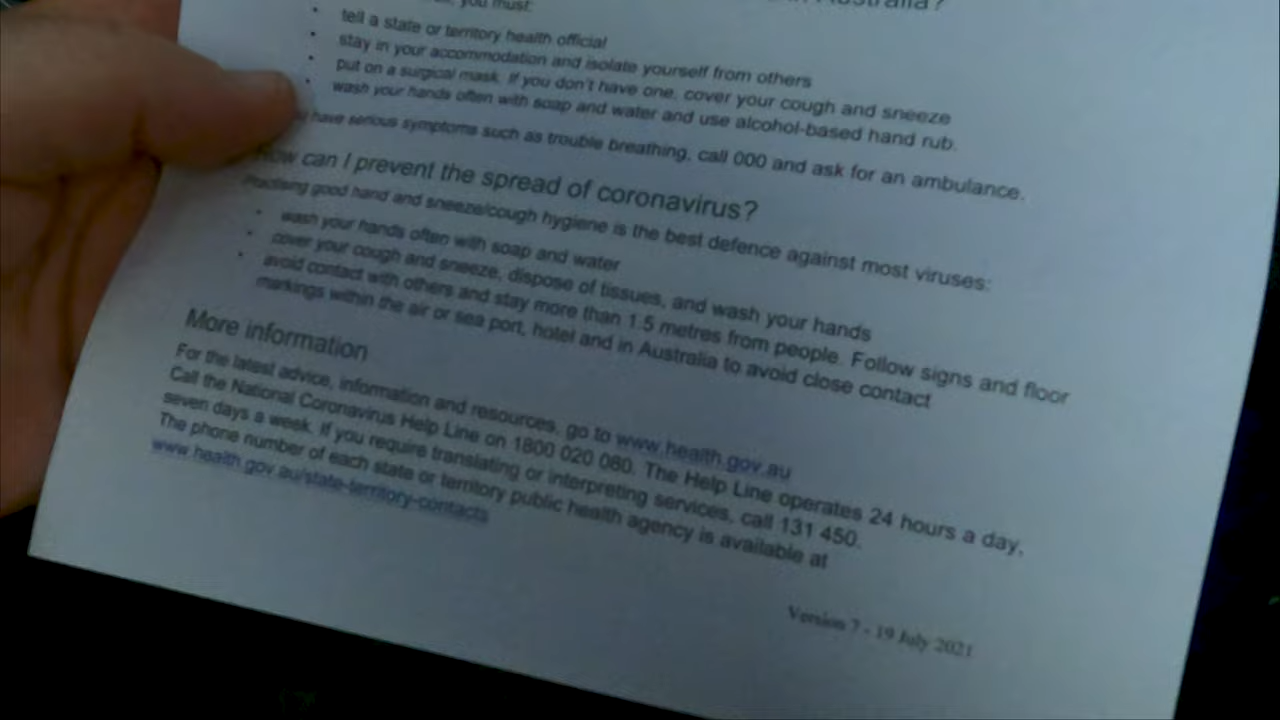 Australia?
you must:
tell a state or territory health official
stay in your accommodation and isolate yourself from others
put on a surgical mask. If you don't have one, cover your cough and sneeze
wash your hands often with soap and water and use alcohol-based hand rub.
have serious symptoms such as trouble breathing, call 000 and ask for an ambulance.
How can I prevent the spread of coronavirus?
Practising good hand and sneeze/cough hygiene is the best defence against most viruses:
wash your hands often with soap and water
cover your cough and sneeze, dispose of tissues, and wash your hands
avoid contact with others and stay more than 1.5 metres from people. Follow signs and floor
markings within the air or sea port, hotel and in Australia to avoid close contact
More information
For the latest advice, information and resources, go to www.health.gov.au
Call the National Coronavirus Help Line on 1800 020 080. The Help Line operates 24 hours a day,
seven days a week. If you require translating or interpreting services, call 131 450.
The phone number of each state or territory public health agency is available at
www.health.gov.au/state-territory-contacts
Version 7 - 19 July 2021